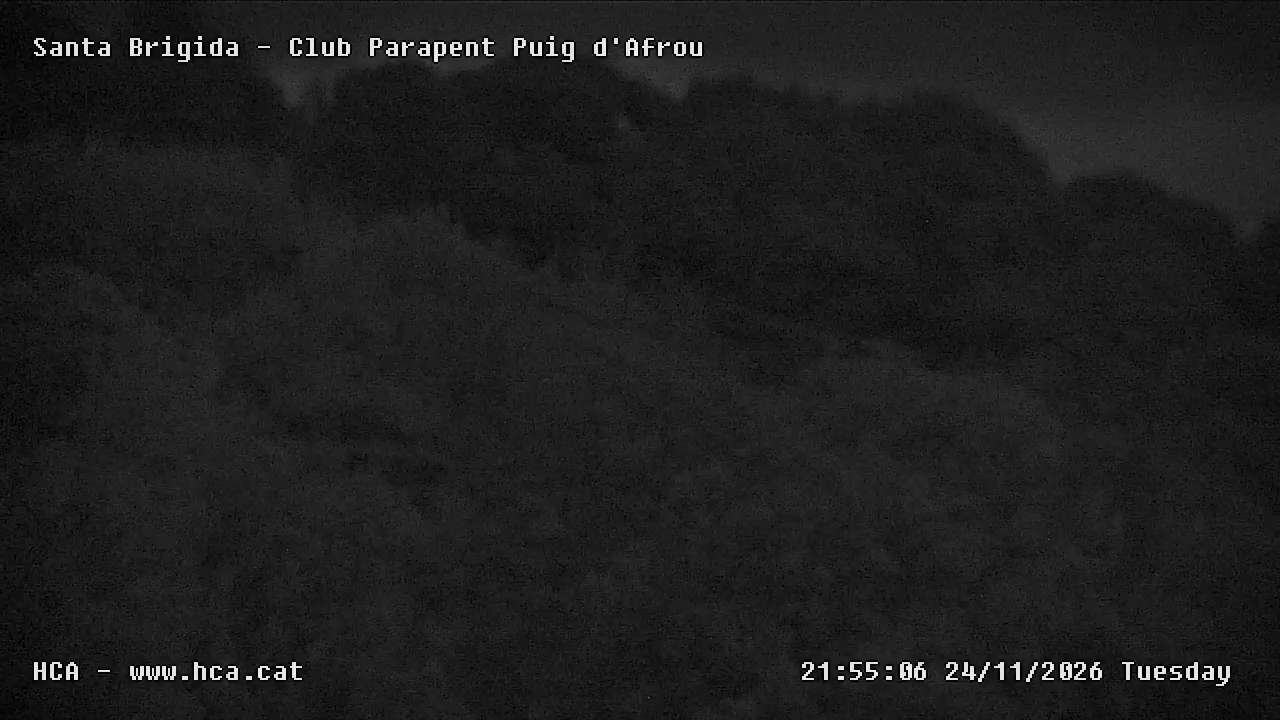 Santa Brigida - Club Parapent Puig d'Afrou
HCA - www.hca.cat
21:55:06 24/11/2026 Tuesday